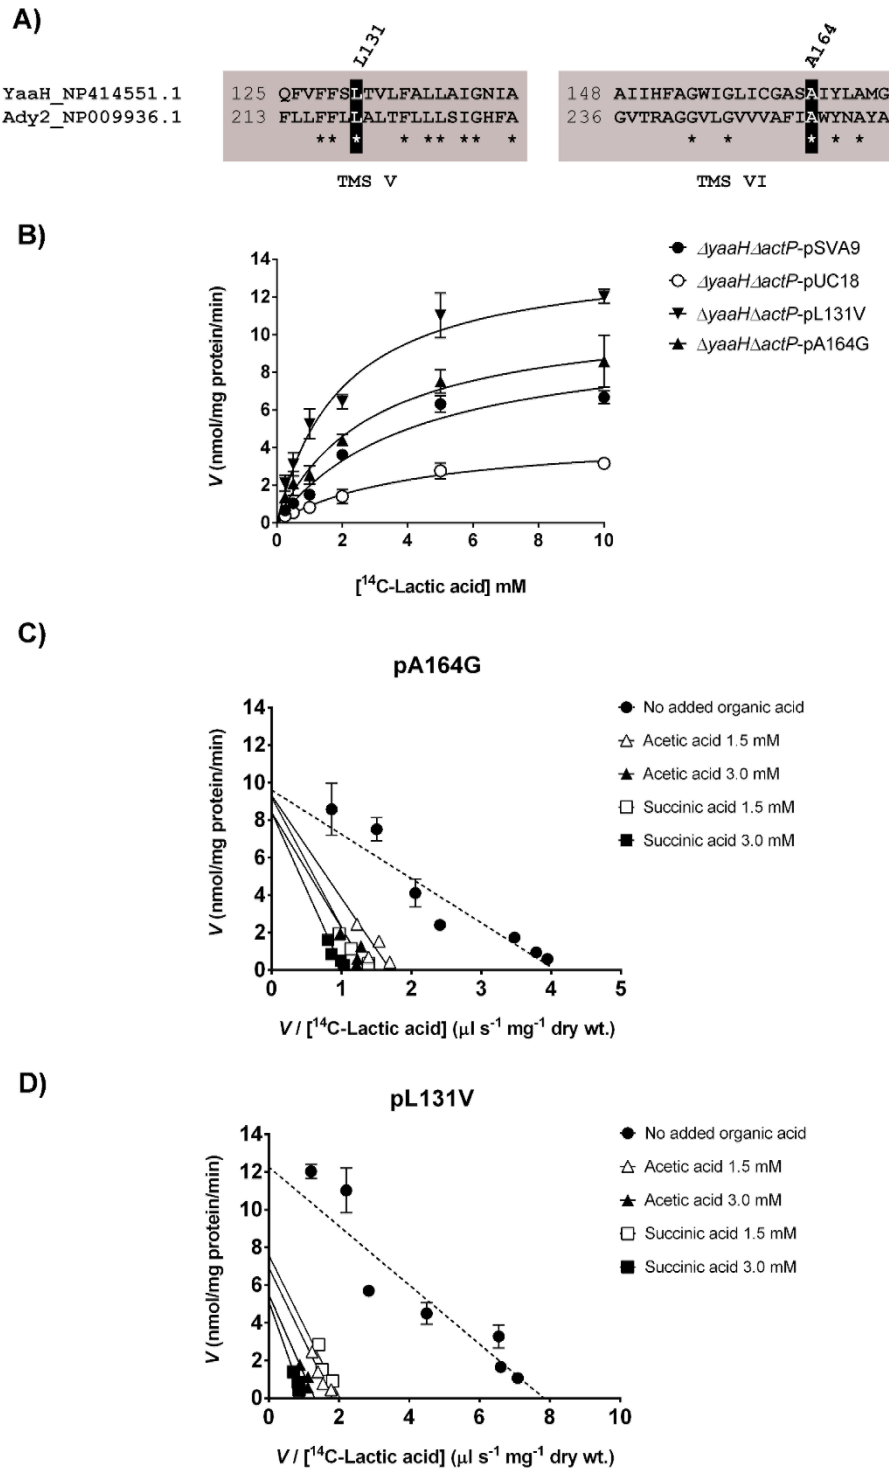 A)
L131
A164
YaaH_NP414551.1 125 QFVFFSLTVLFALLAIGNIA 148 AIIHFAGWIGLICGASAIYLAMG
Ady2_NP009936.1 213 FLLFFLLALTFLLLSIGHFA 236 GVTRAGGVLGVVVAFIAWYNAYA
* * * * * * * * * * * * *
TMS V TMS VI
B)
14
12
10
8
6
4
2
0
V (nmol/mg protein/min)
0 2 4 6 8 10
[14C-Lactic acid] mM
ΔyaaHΔactP-pSVA9
ΔyaaHΔactP-pUC18
ΔyaaHΔactP-pL131V
ΔyaaHΔactP-pA164G
C)
pA164G
14
12
10
8
6
4
2
0
V (nmol/mg protein/min)
0 1 2 3 4 5
V / [14C-Lactic acid] (μl s-1 mg-1 dry wt.)
No added organic acid
Acetic acid 1.5 mM
Acetic acid 3.0 mM
Succinic acid 1.5 mM
Succinic acid 3.0 mM
D)
pL131V
14
12
10
8
6
4
2
0
V (nmol/mg protein/min)
0 2 4 6 8 10
V / [14C-Lactic acid] (μl s-1 mg-1 dry wt.)
No added organic acid
Acetic acid 1.5 mM
Acetic acid 3.0 mM
Succinic acid 1.5 mM
Succinic acid 3.0 mM